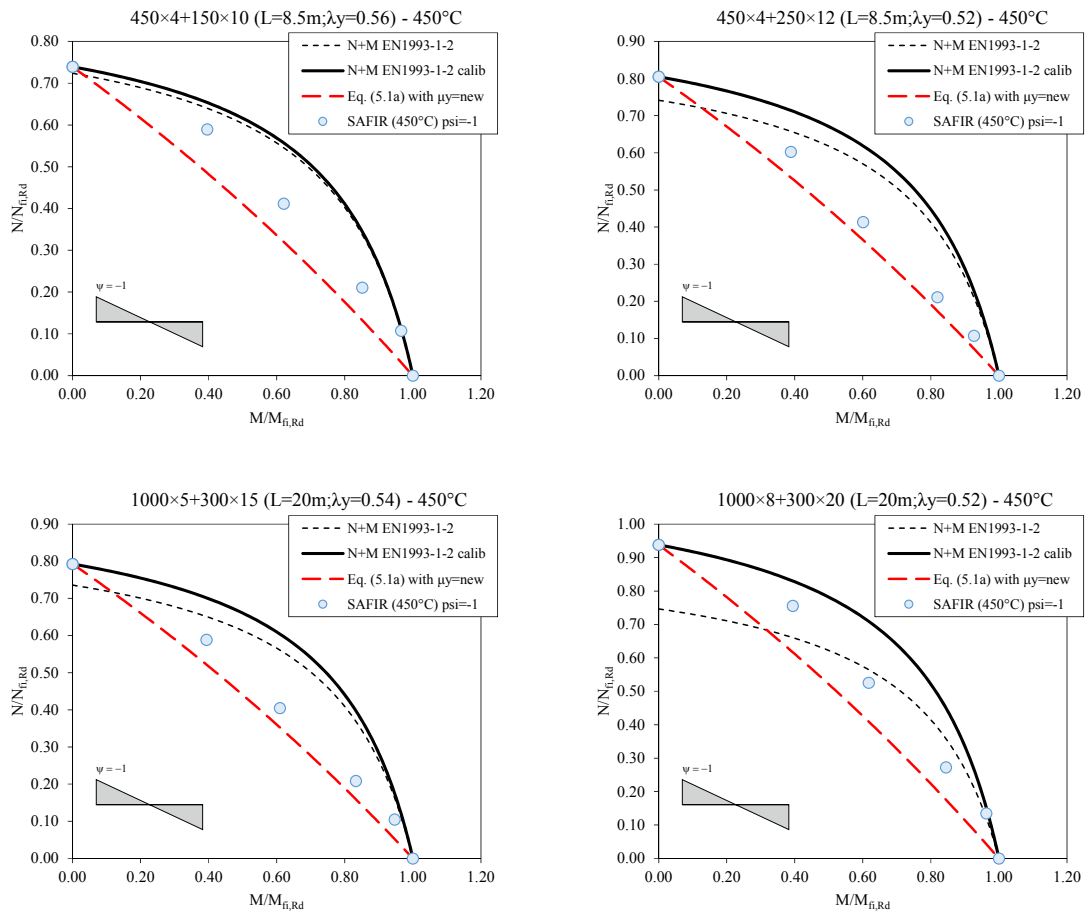 450×4+150×10 (L=8.5m;λy=0.56) - 450°C
N+M EN1993-1-2
N+M EN1993-1-2 calib
Eq. (5.1a) with μy=new
SAFIR (450°C) psi=-1
0.80
0.70
0.60
0.50
0.40
0.30
0.20
0.10
0.00
N/Nfi,Rd
ψ = −1
0.00 0.20 0.40 0.60 0.80 1.00 1.20
M/Mfi,Rd
450×4+250×12 (L=8.5m;λy=0.52) - 450°C
N+M EN1993-1-2
N+M EN1993-1-2 calib
Eq. (5.1a) with μy=new
SAFIR (450°C) psi=-1
0.90
0.80
0.70
0.60
0.50
0.40
0.30
0.20
0.10
0.00
N/Nfi,Rd
ψ = −1
0.00 0.20 0.40 0.60 0.80 1.00 1.20
M/Mfi,Rd
1000×5+300×15 (L=20m;λy=0.54) - 450°C
N+M EN1993-1-2
N+M EN1993-1-2 calib
Eq. (5.1a) with μy=new
SAFIR (450°C) psi=-1
0.90
0.80
0.70
0.60
0.50
0.40
0.30
0.20
0.10
0.00
N/Nfi,Rd
ψ = −1
0.00 0.20 0.40 0.60 0.80 1.00 1.20
M/Mfi,Rd
1000×8+300×20 (L=20m;λy=0.52) - 450°C
N+M EN1993-1-2
N+M EN1993-1-2 calib
Eq. (5.1a) with μy=new
SAFIR (450°C) psi=-1
1.00
0.90
0.80
0.70
0.60
0.50
0.40
0.30
0.20
0.10
0.00
N/Nfi,Rd
ψ = −1
0.00 0.20 0.40 0.60 0.80 1.00 1.20
M/Mfi,Rd